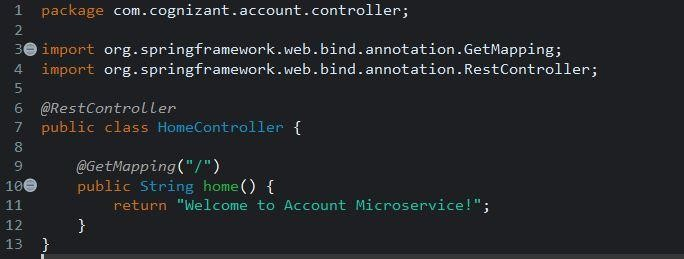 1 package com.cognizant.account.controller;
2
3 import org.springframework.web.bind.annotation.GetMapping;
4 import org.springframework.web.bind.annotation.RestController;
5
6 @RestController
7 public class HomeController {
8
9     @GetMapping("/")
10     public String home() {
11         return "Welcome to Account Microservice!";
12     }
13 }